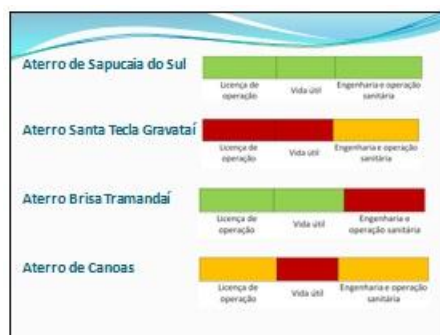 Aterro de Sapucaia do Sul
Licença de operação
Vida útil
Engenharia e operação sanitária
Aterro Santa Tecla Gravataí
Licença de operação
Vida útil
Engenharia e operação sanitária
Aterro Brisa Tramandaí
Licença de operação
Vida útil
Engenharia e operação sanitária
Aterro de Canoas
Licença de operação
Vida útil
Engenharia e operação sanitária